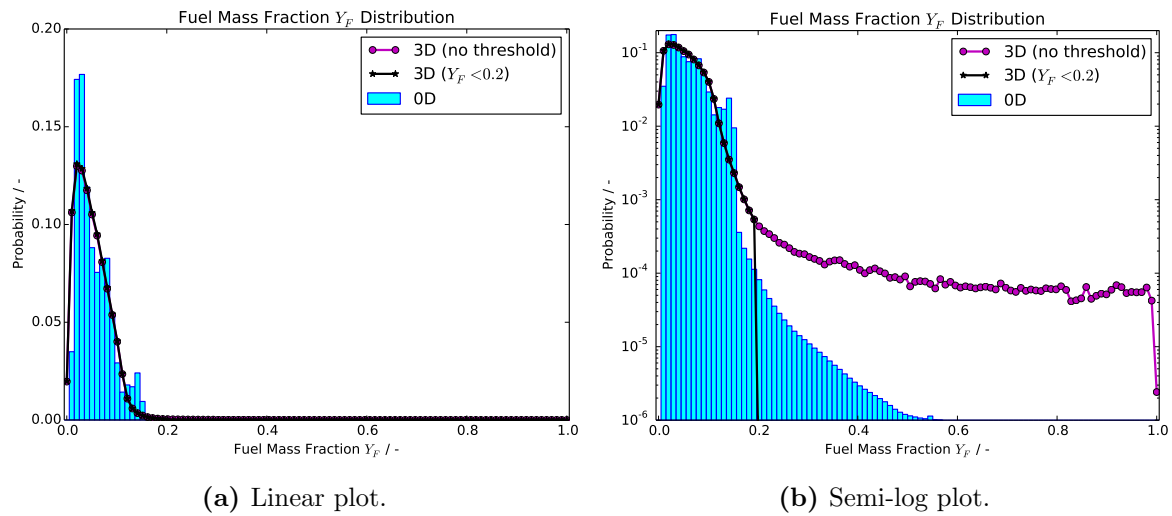 Fuel Mass Fraction Y_F Distribution
3D (no threshold)
3D (Y_F <0.2)
0D
Probability / -
0.20
0.15
0.10
0.05
0.00
0.0 0.2 0.4 0.6 0.8 1.0
Fuel Mass Fraction Y_F / -
(a) Linear plot.
Fuel Mass Fraction Y_F Distribution
3D (no threshold)
3D (Y_F <0.2)
0D
Probability / -
10^-1
10^-2
10^-3
10^-4
10^-5
10^-6
0.0 0.2 0.4 0.6 0.8 1.0
Fuel Mass Fraction Y_F / -
(b) Semi-log plot.